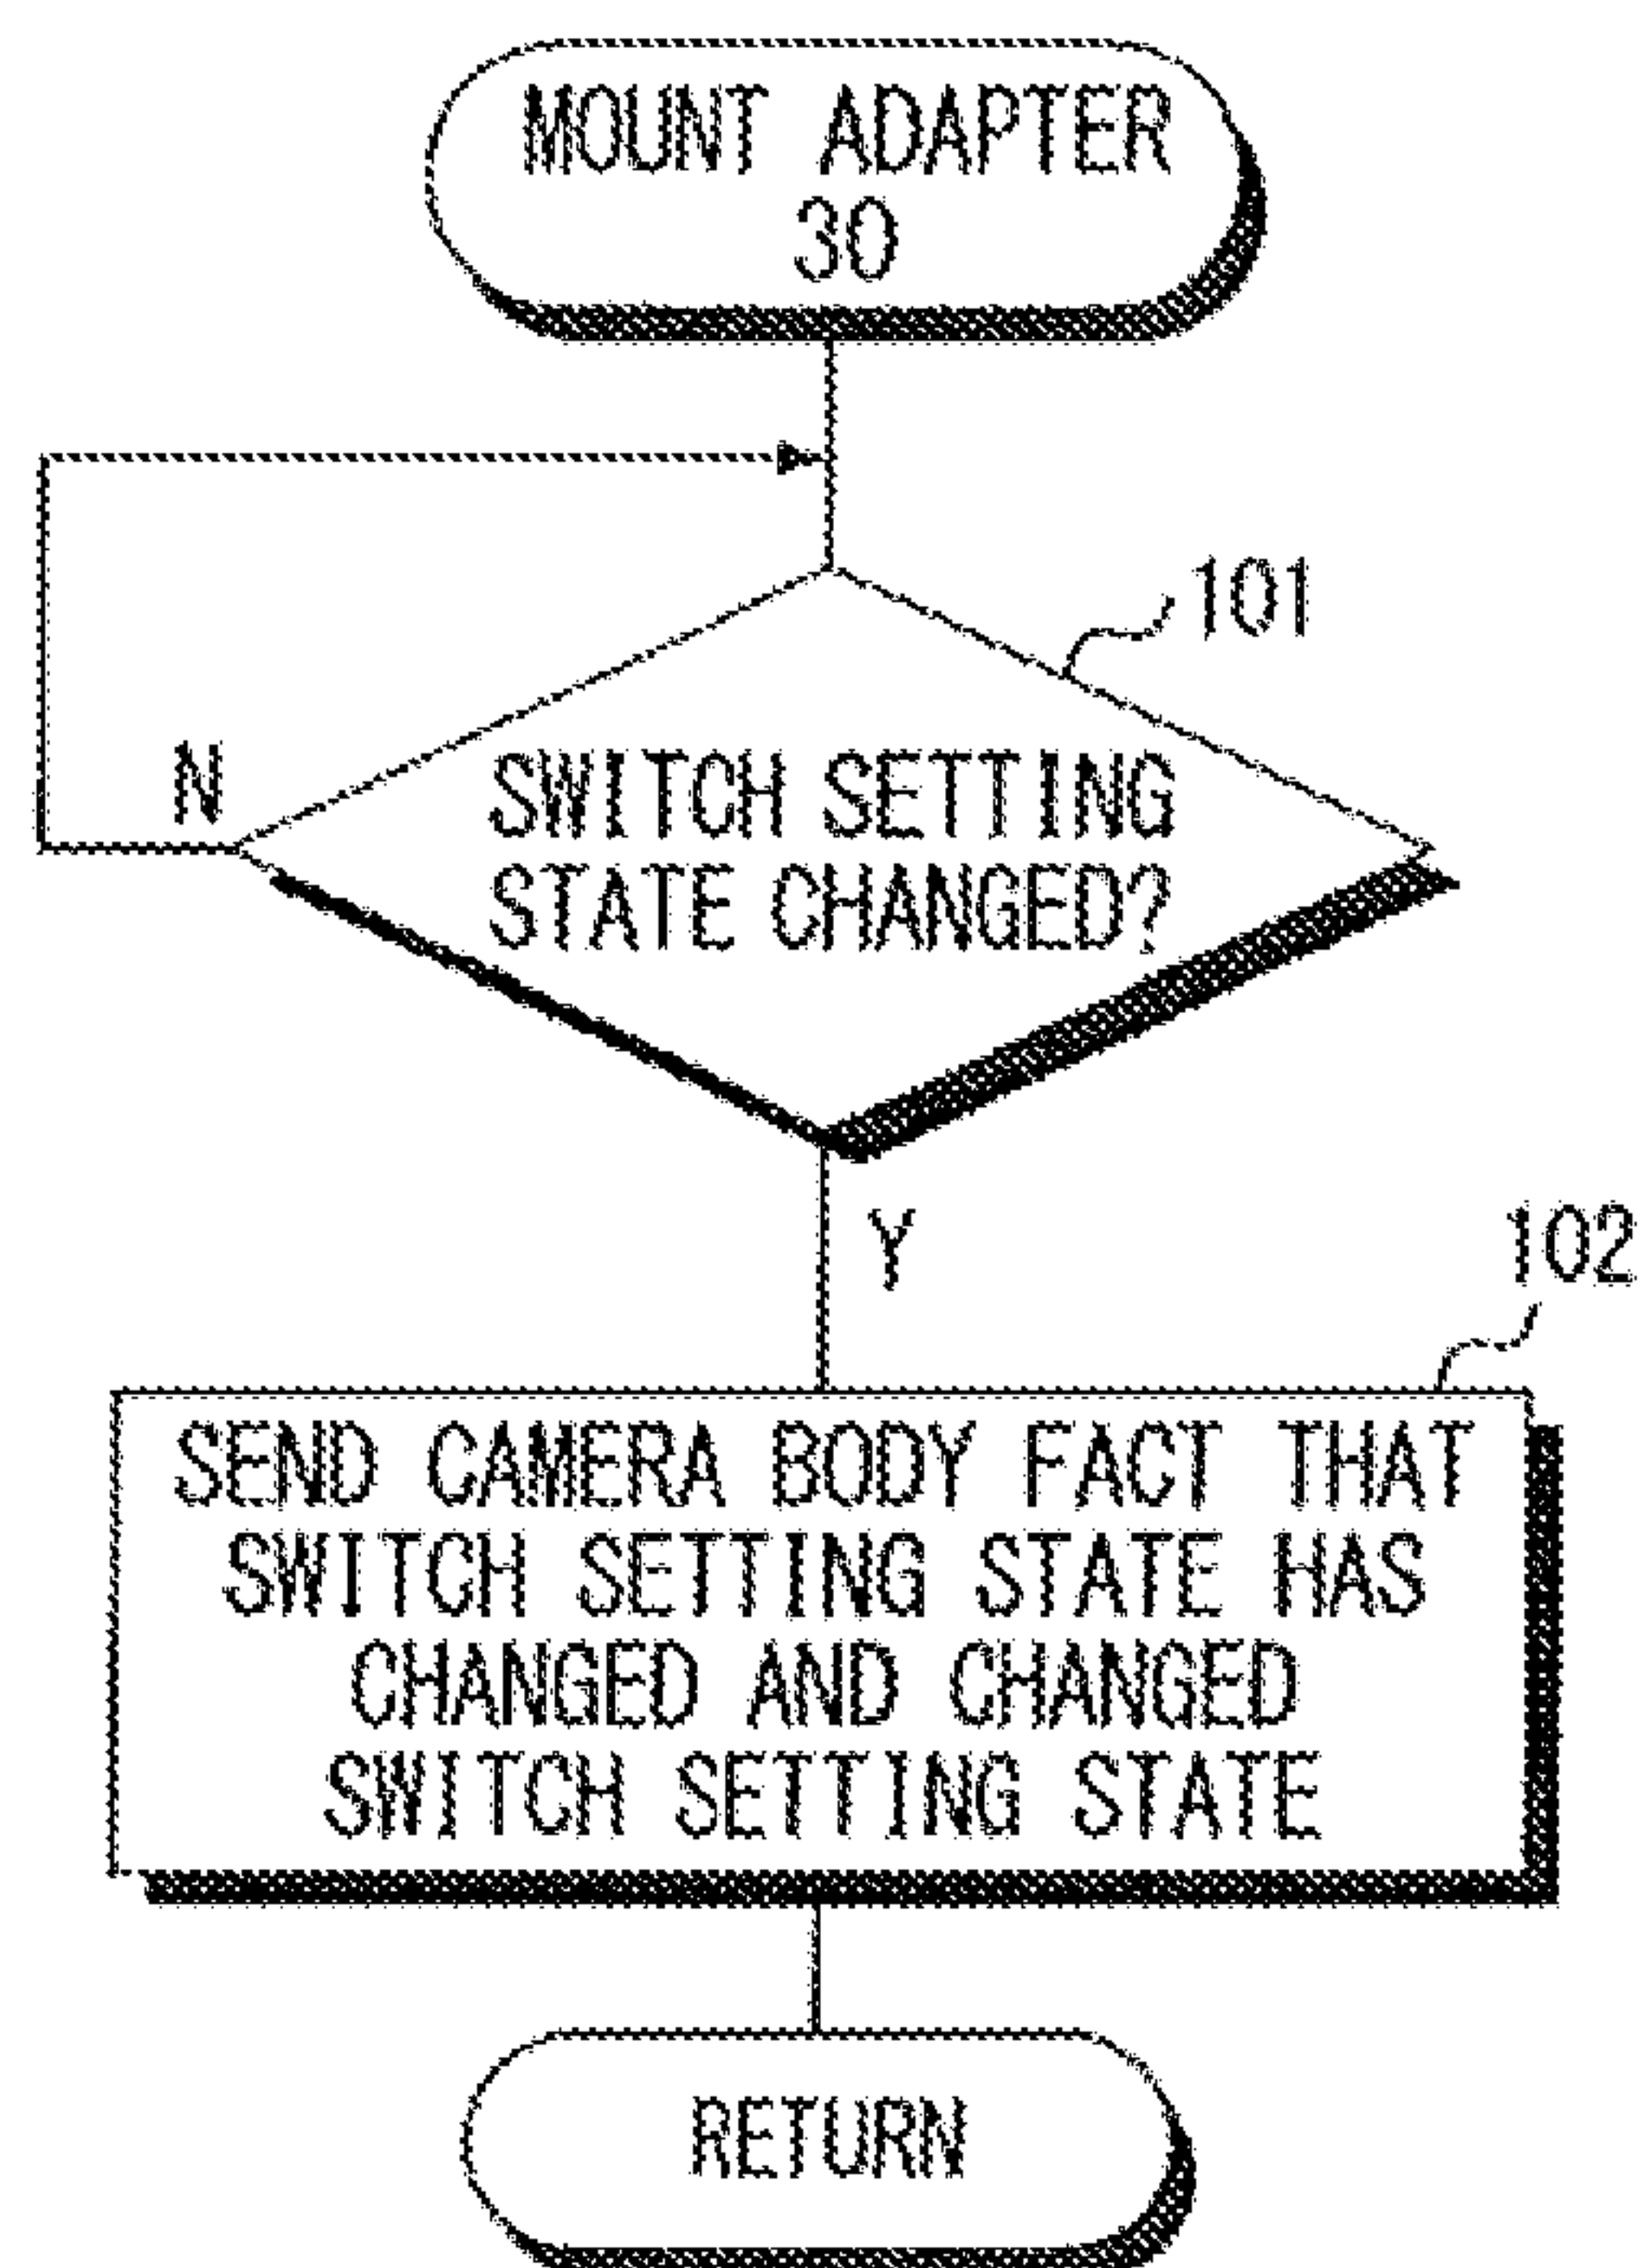 MOUNT ADAPTER
30
101
N
SWITCH SETTING
STATE CHANGED?
Y
102
SEND CAMERA BODY FACT THAT
SWITCH SETTING STATE HAS
CHANGED AND CHANGED
SWITCH SETTING STATE
RETURN